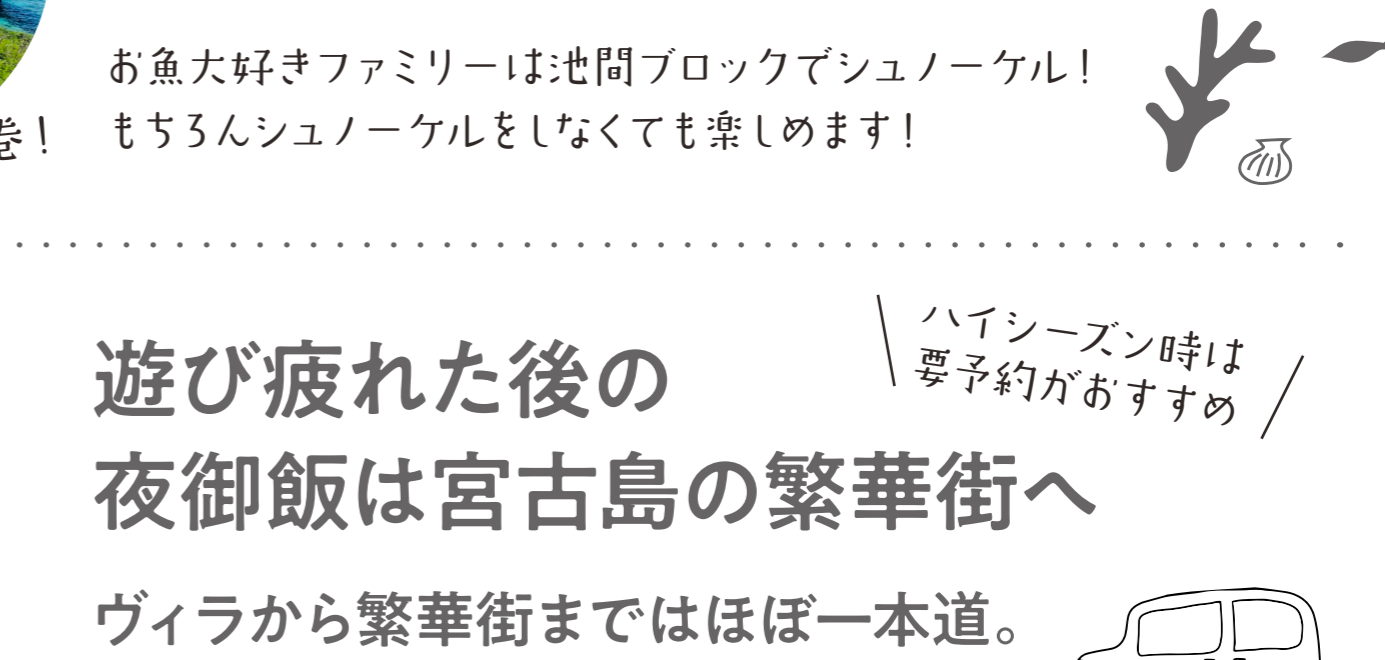 お魚大好きファミリーは池間ブロックでシュノーケル！
巻！
もちろんシュノーケルをしなくても楽しめます！
ハイシーズン時は
要予約がおすすめ
遊び疲れた後の
夜御飯は宮古島の繁華街へ
ヴィラから繁華街まではほぼ一本道。